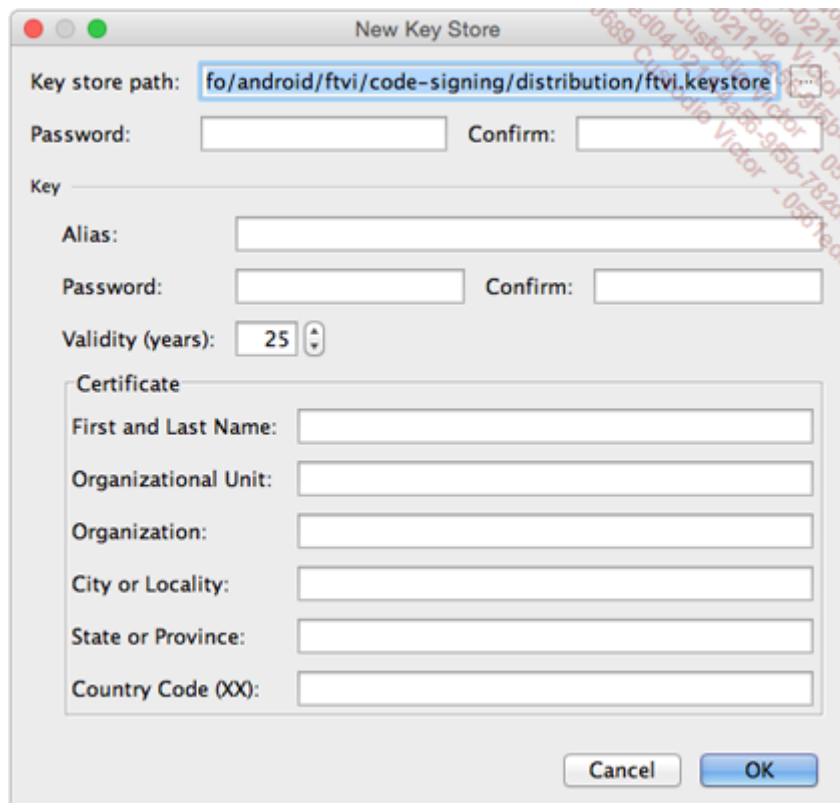 New Key Store
Key store path: fo/android/ftvi/code-signing/distribution/ftvi.keystore ...
Password: Confirm:
Key
Alias:
Password: Confirm:
Validity (years): 25
Certificate
First and Last Name:
Organizational Unit:
Organization:
City or Locality:
State or Province:
Country Code (XX):
Cancel OK